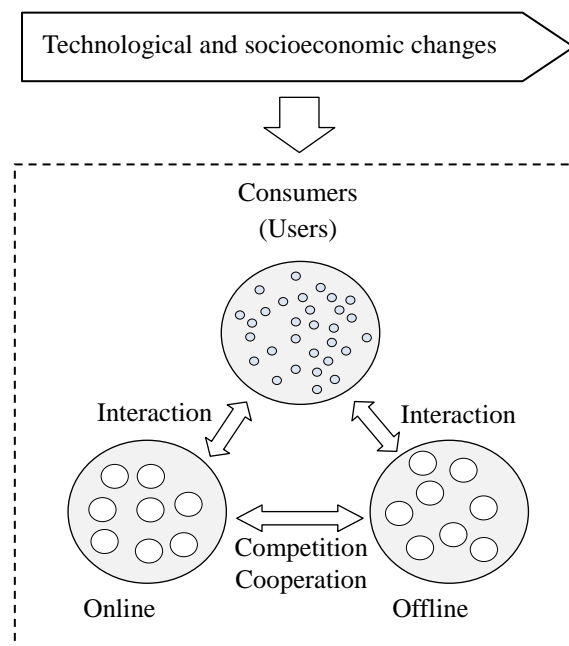 Technological and socioeconomic changes
Consumers
(Users)
Interaction
Interaction
Competition
Cooperation
Online
Offline